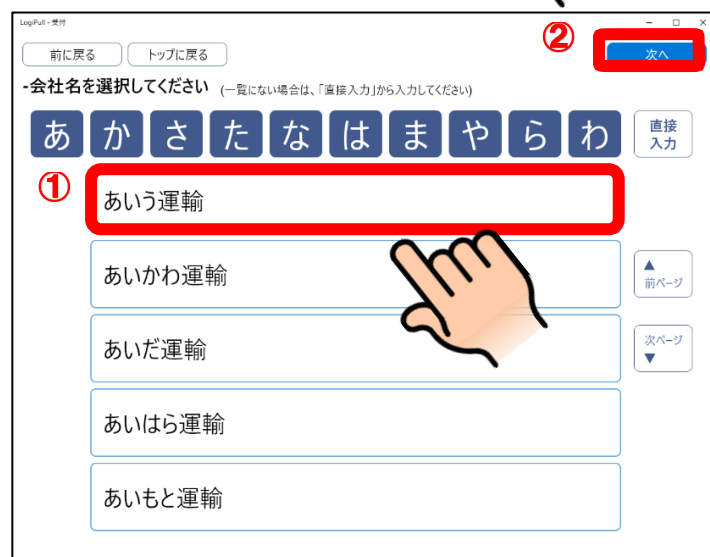 LogiPull - 受付
②
前に戻る トップに戻る 次へ
-会社名を選択してください (一覧にない場合は、「直接入力」から入力してください)
あ か さ た な は ま や ら わ 直接
入力
①
あいう運輸
あいかわ運輸
▲
前ページ
あいだ運輸
次ページ
▼
あいはら運輸
あいもと運輸